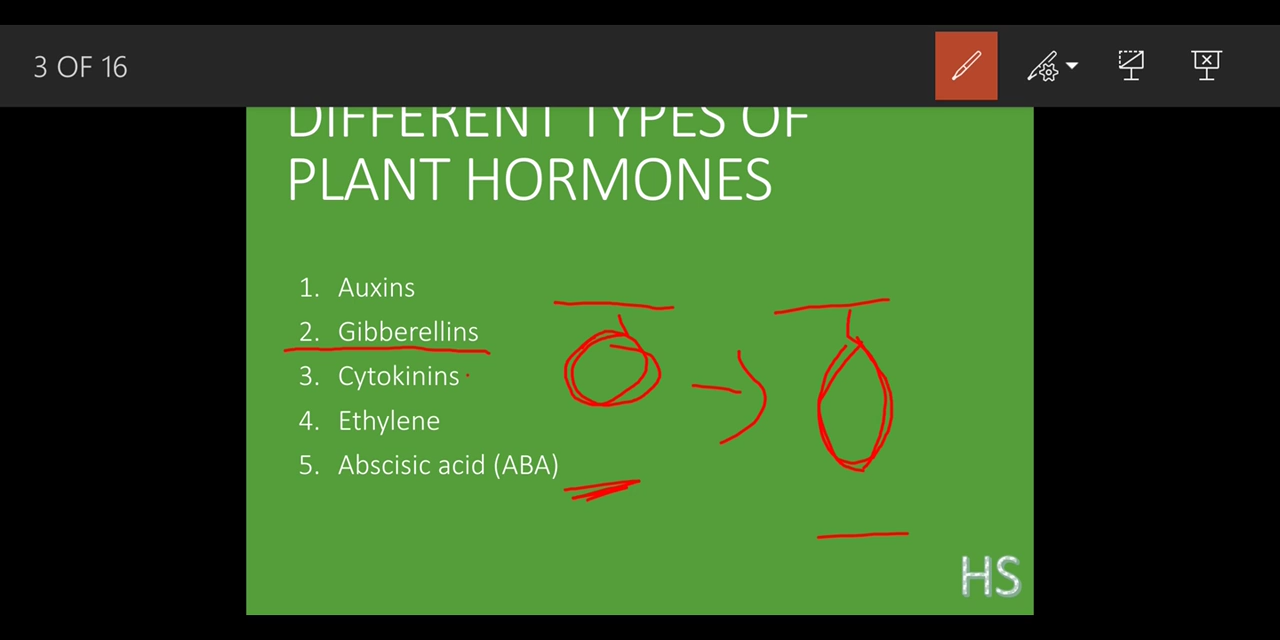 3 OF 16
DIFFERENT TYPES OF
PLANT HORMONES
1. Auxins
2. Gibberellins
3. Cytokinins
4. Ethylene
5. Abscisic acid (ABA)
HS